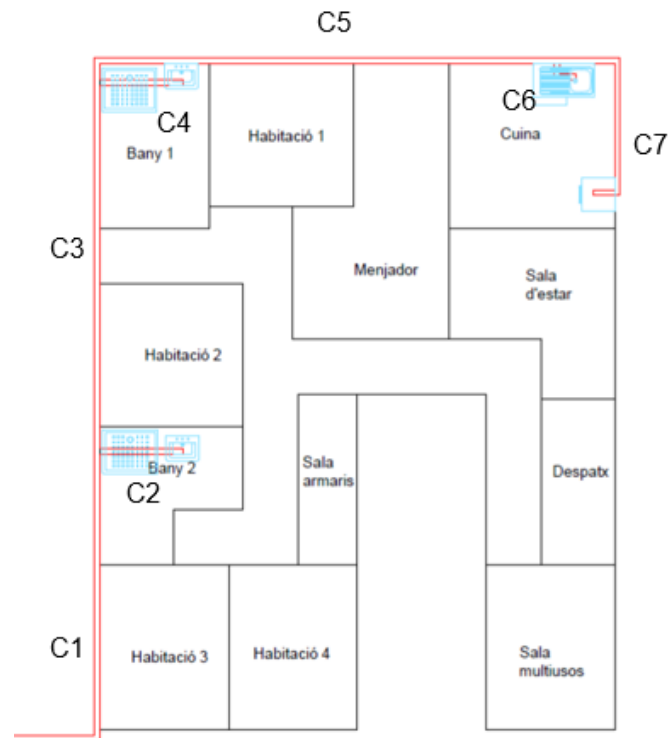 C5
C6
C4
Habitació 1
Cuina
C7
Bany 1
C3
Menjador
Sala
d'estar
Habitació 2
Bany 2
Sala
armaris
Despatx
C2
C1
Habitació 3
Habitació 4
Sala
multiusos